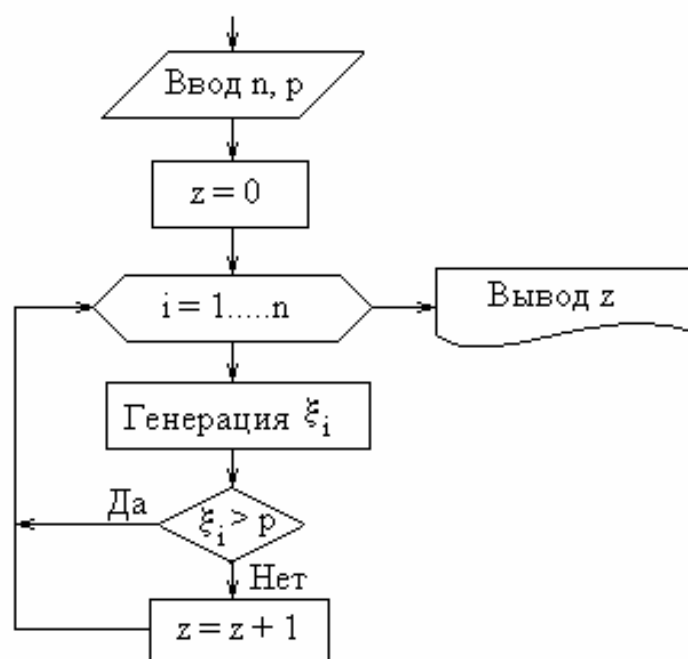 Ввод n, p
z = 0
i = 1.....n
Вывод z
Генерация ξi
Да
ξi > p
Нет
z = z + 1